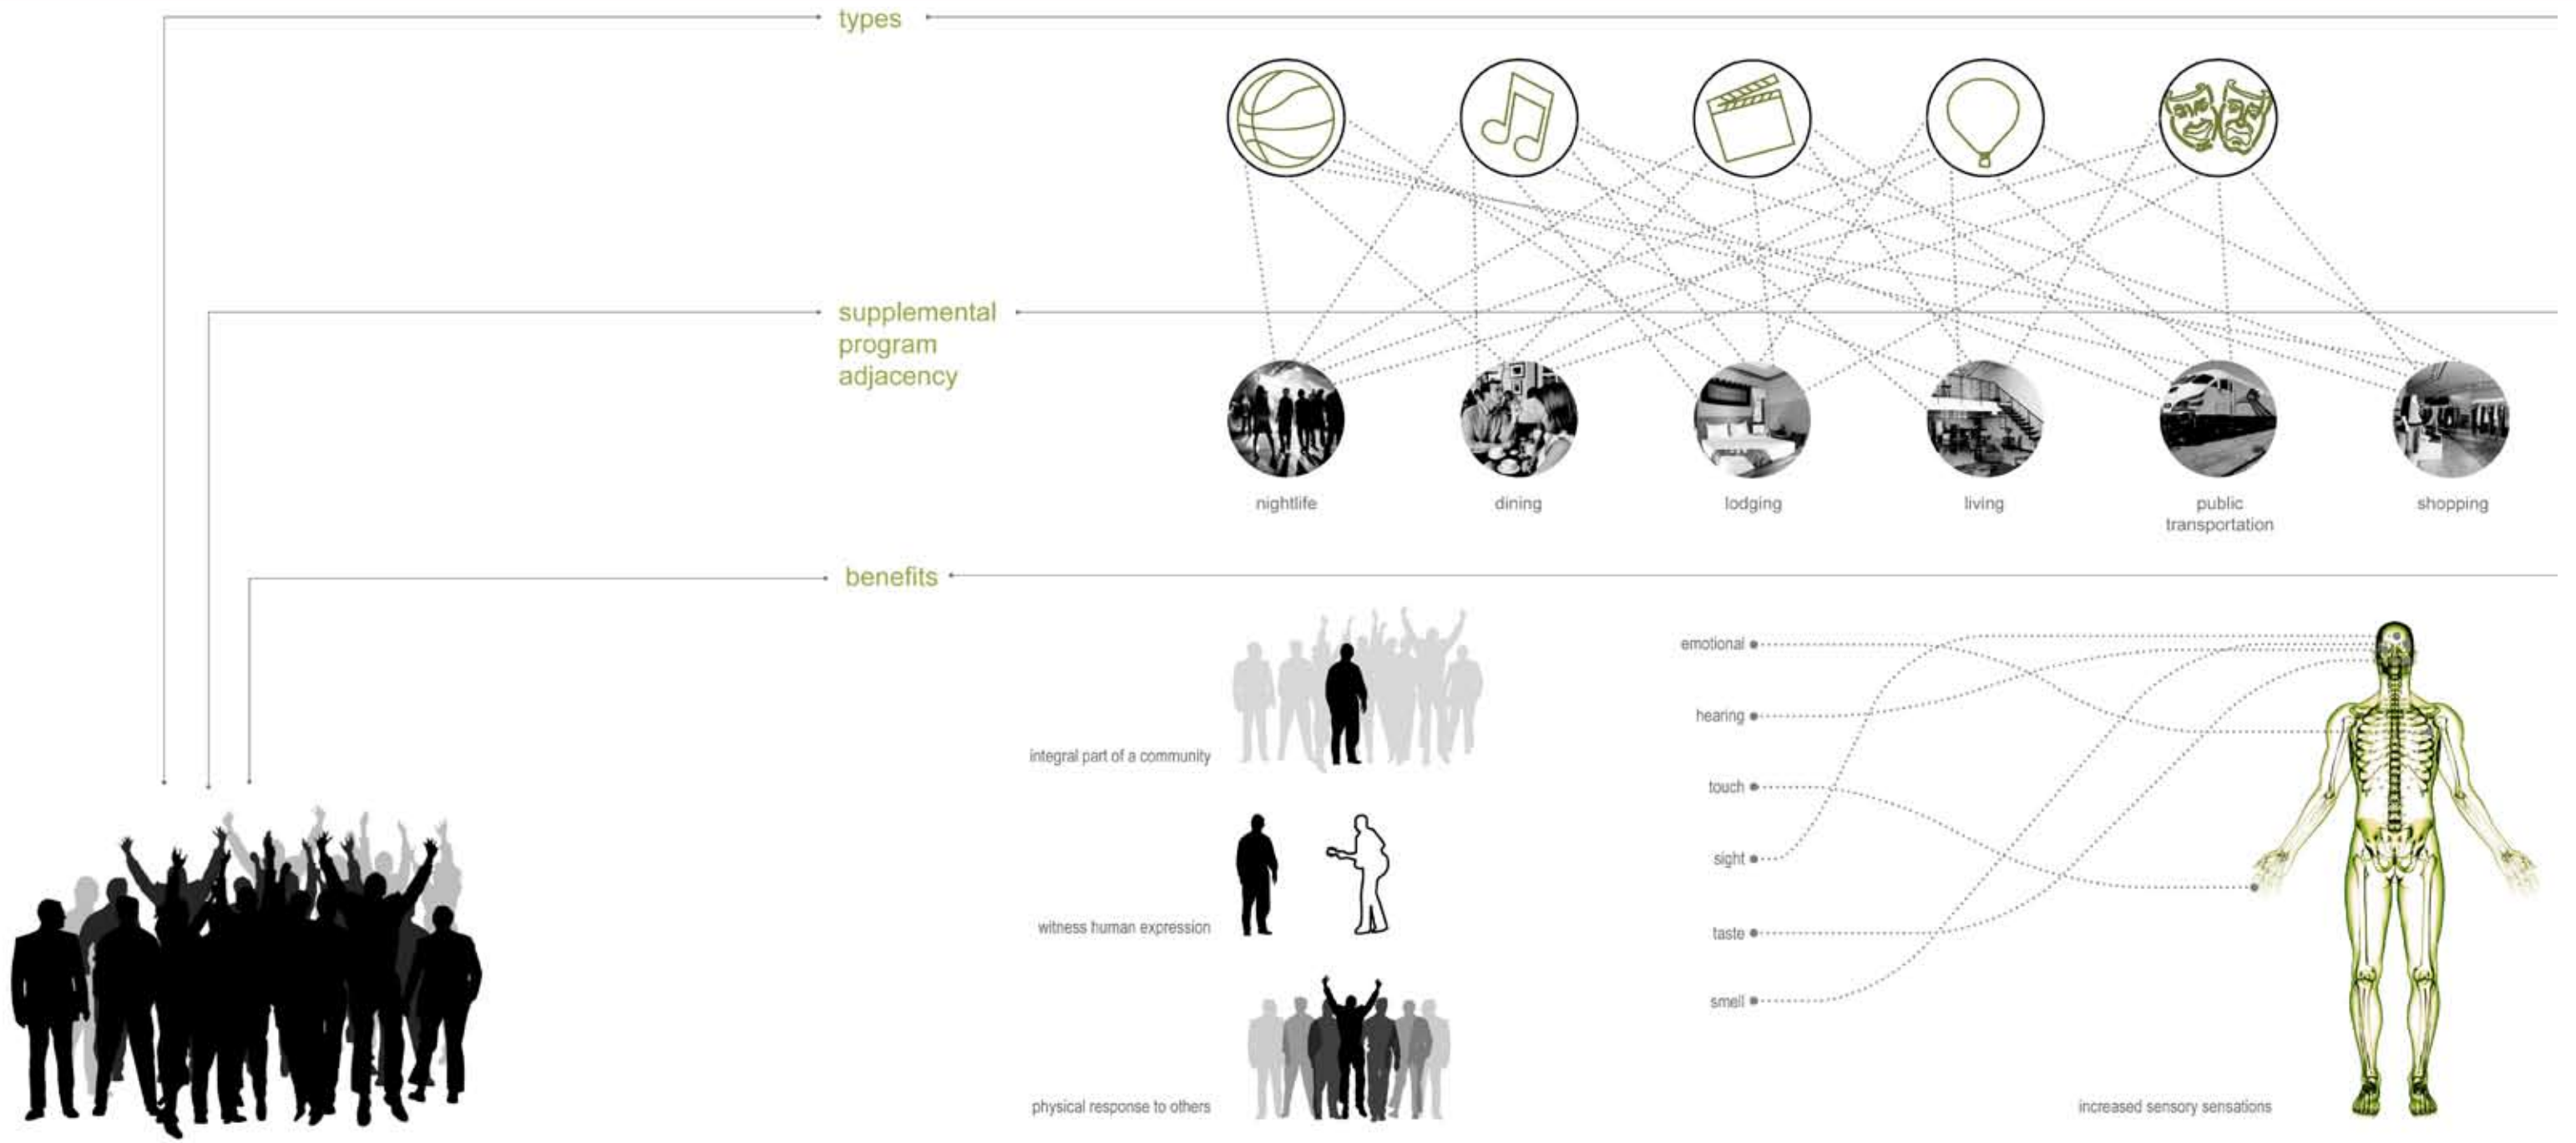 types
supplemental
program
adjacency
nightlife
dining
lodging
living
public
transportation
shopping
benefits
integral part of a community
witness human expression
physical response to others
emotional
hearing
touch
sight
taste
smell
increased sensory sensations